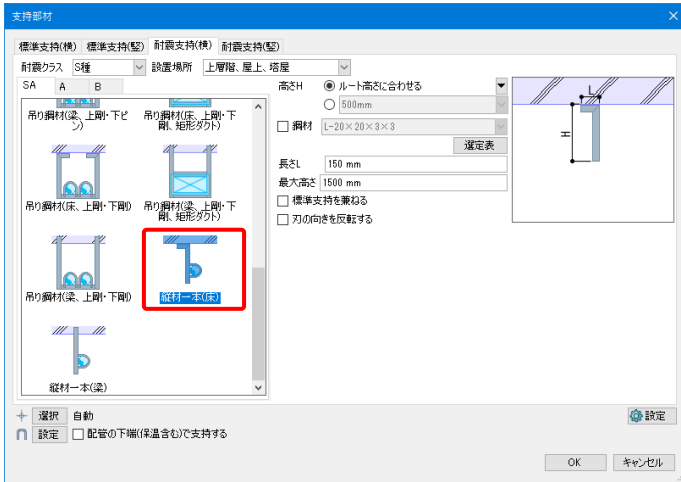 支持部材
標準支持(横) 標準支持(竪) 耐震支持(横) 耐震支持(竪)
耐震クラス S種 設置場所 上層階、屋上、塔屋
SA A B
吊り鋼材(梁、上剛・下ピン)
吊り鋼材(床、上剛・下剛、矩形ダクト)
吊り鋼材(床、上剛・下剛)
吊り鋼材(梁、上剛・下剛、矩形ダクト)
吊り鋼材(梁、上剛・下剛)
縦材一本(床)
縦材一本(梁)
高さH ルート高さに合わせる
500mm
鋼材 L-20×20×3×3
選定表
長さL 150 mm
最大高さ 1500 mm
標準支持を兼ねる
刃の向きを反転する
L
H
選択 自動
設定 配管の下端(保温含む)で支持する
設定
OK キャンセル